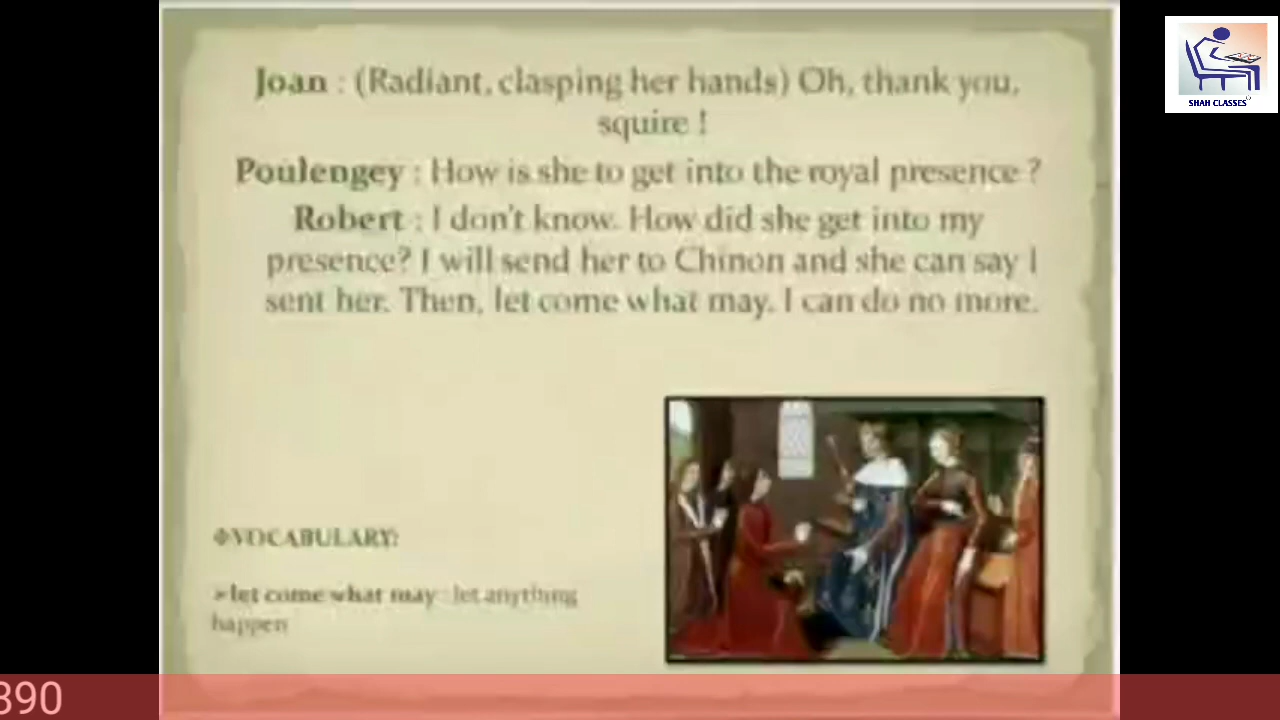 Joan : (Radiant, clasping her hands) Oh, thank you,
squire !
Poulengey : How is she to get into the royal presence ?
Robert : I don't know. How did she get into my
presence? I will send her to Chinon and she can say I
sent her. Then, let come what may. I can do no more.
❖VOCABULARY:
➢let come what may : let anything
happen
SHAH CLASSES
390